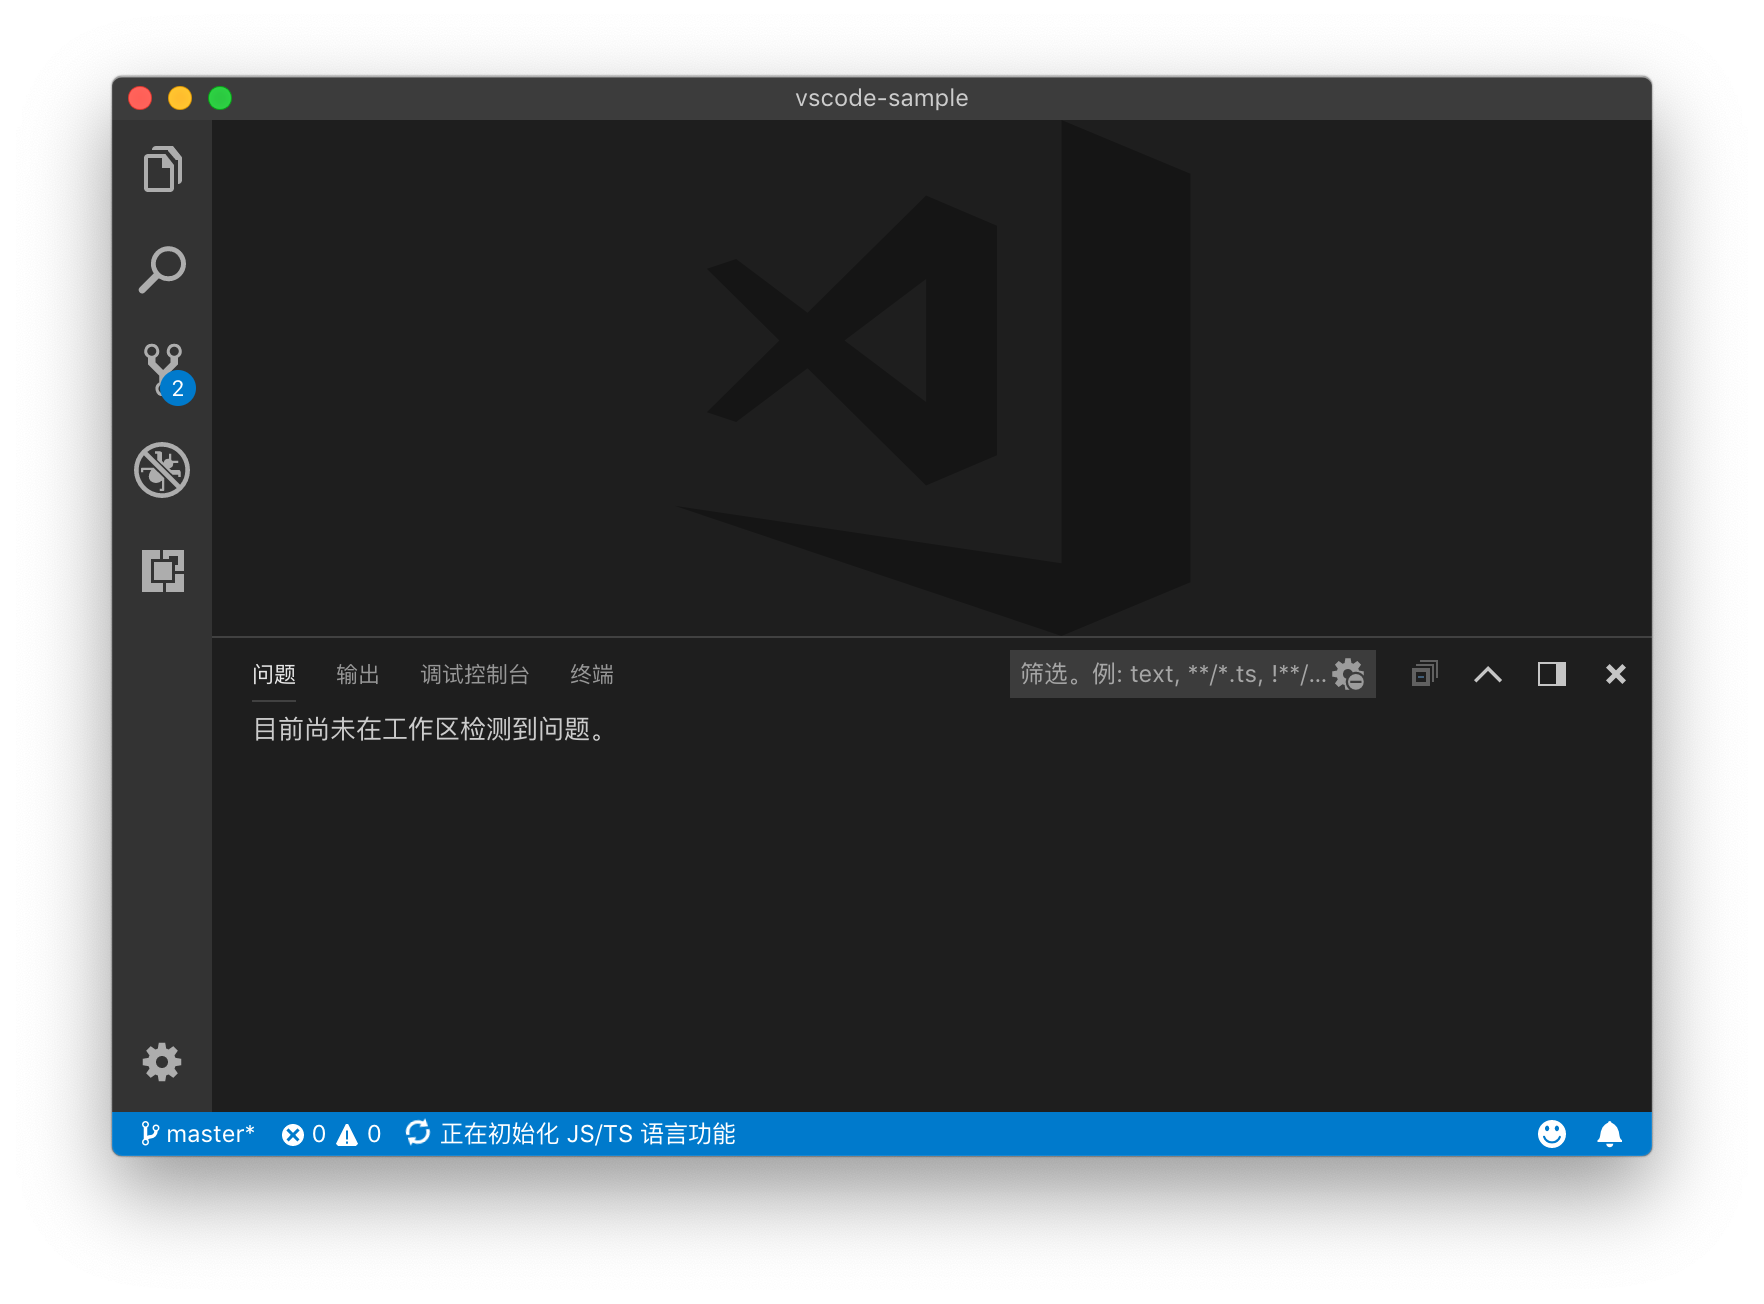 vscode-sample
2
问题 输出 调试控制台 终端 筛选。例: text, **/*.ts, !**/...
目前尚未在工作区检测到问题。
master* 0 0 正在初始化 JS/TS 语言功能